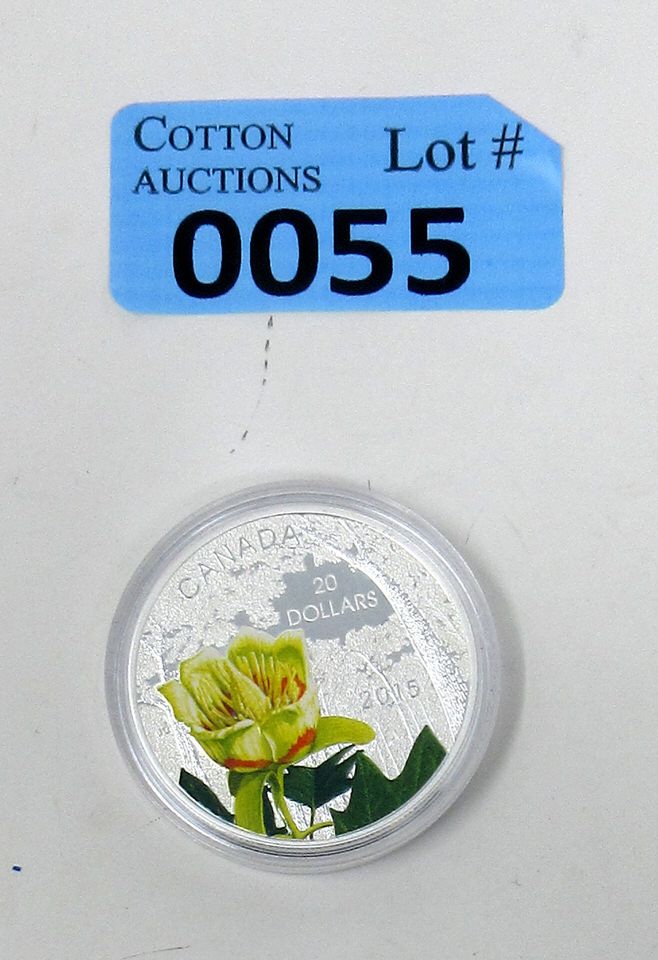 COTTON
AUCTIONS
Lot #
0055
CANADA
20
DOLLARS
2015